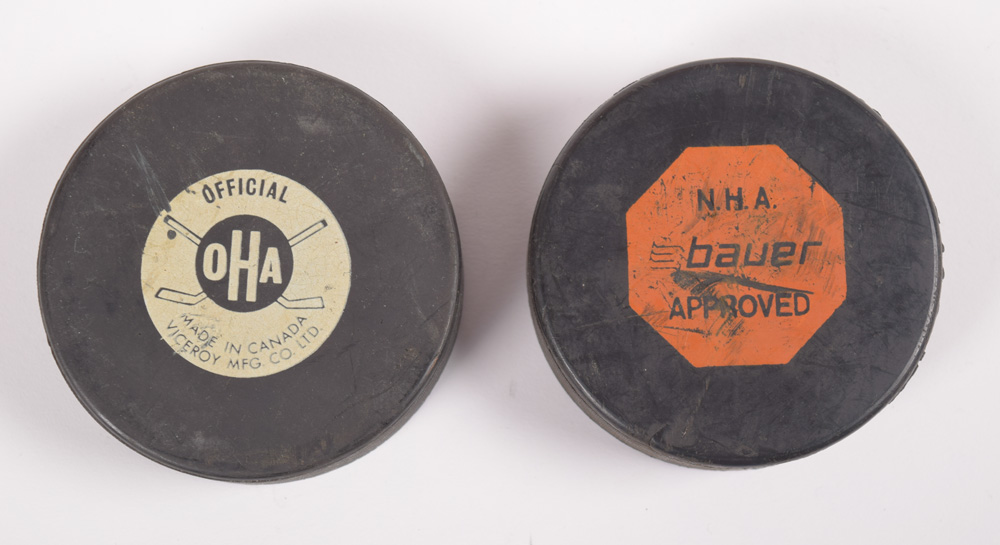 OFFICIAL
OHA
MADE IN CANADA
VICEROY MFG. CO. LTD.
N.H.A.
bauer
APPROVED